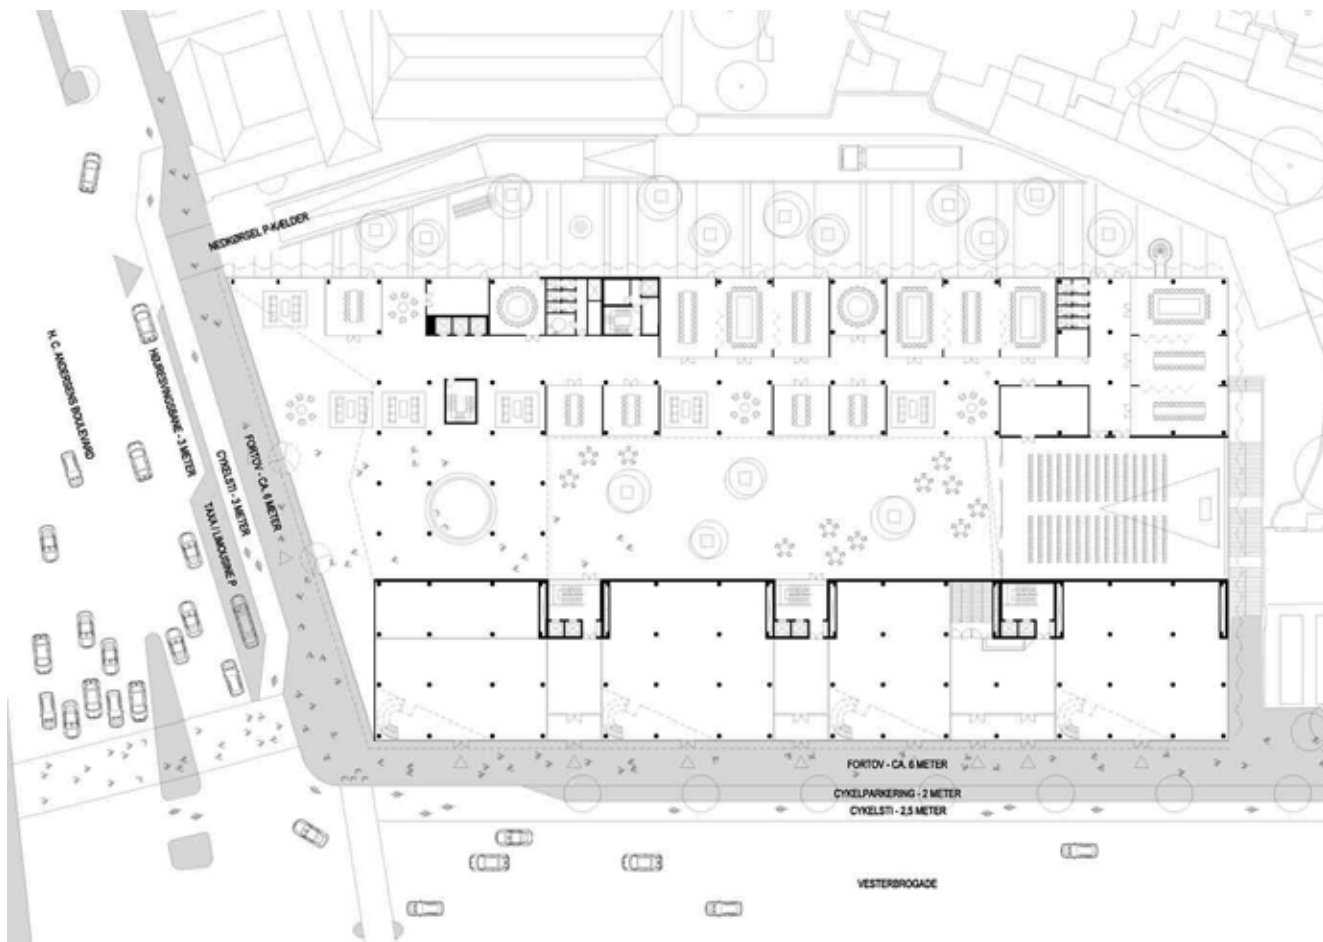 NEDKØRGEL P-KÆLDER
H. C. ANDERSENS BOULEVARD
HØJRESVINGSBANE - 3 METER
CYKELSTI - 3 METER
FORTOV - CA. 6 METER
TAXA / LIMOUSINE P
FORTOV - CA. 6 METER
CYKELPARKERING - 2 METER
CYKELSTI - 2,5 METER
VESTERBROGADE